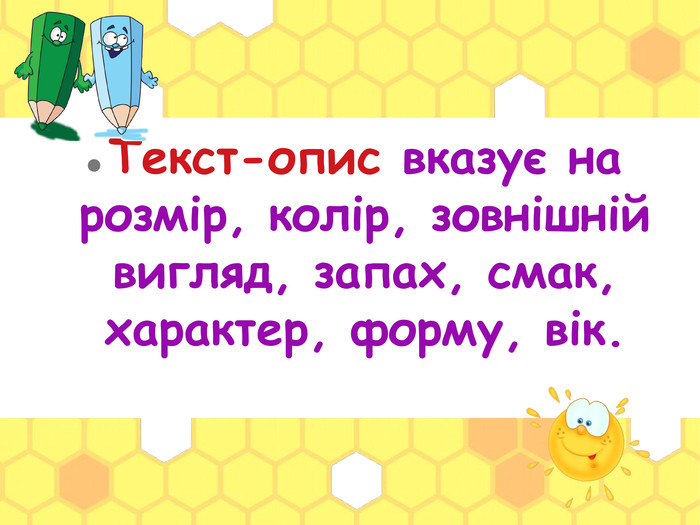 Текст-опис вказує на
розмір, колір, зовнішній
вигляд, запах, смак,
характер, форму, вік.